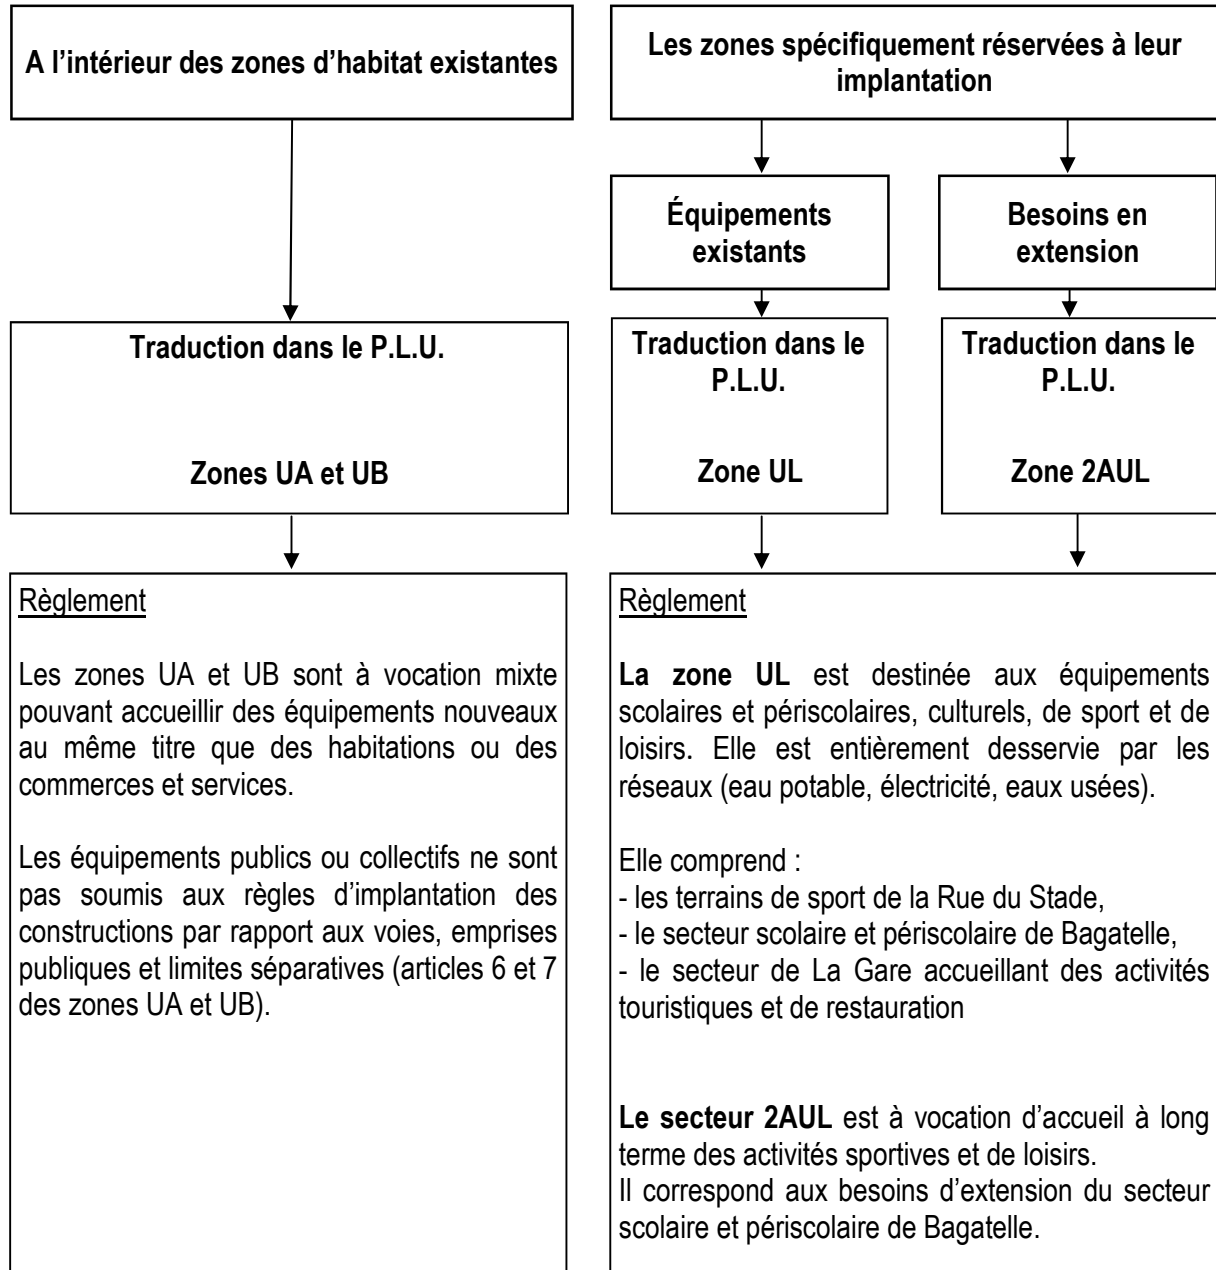 A l’intérieur des zones d’habitat existantes
Les zones spécifiquement réservées à leur
implantation
Équipements
existants
Besoins en
extension
Traduction dans le P.L.U.
Zones UA et UB
Traduction dans le
P.L.U.
Zone UL
Traduction dans le
P.L.U.
Zone 2AUL
Règlement
Les zones UA et UB sont à vocation mixte
pouvant accueillir des équipements nouveaux
au même titre que des habitations ou des
commerces et services.
Les équipements publics ou collectifs ne sont
pas soumis aux règles d’implantation des
constructions par rapport aux voies, emprises
publiques et limites séparatives (articles 6 et 7
des zones UA et UB).
Règlement
La zone UL est destinée aux équipements
scolaires et périscolaires, culturels, de sport et de
loisirs. Elle est entièrement desservie par les
réseaux (eau potable, électricité, eaux usées).
Elle comprend :
- les terrains de sport de la Rue du Stade,
- le secteur scolaire et périscolaire de Bagatelle,
- le secteur de La Gare accueillant des activités
touristiques et de restauration
Le secteur 2AUL est à vocation d’accueil à long
terme des activités sportives et de loisirs.
Il correspond aux besoins d’extension du secteur
scolaire et périscolaire de Bagatelle.